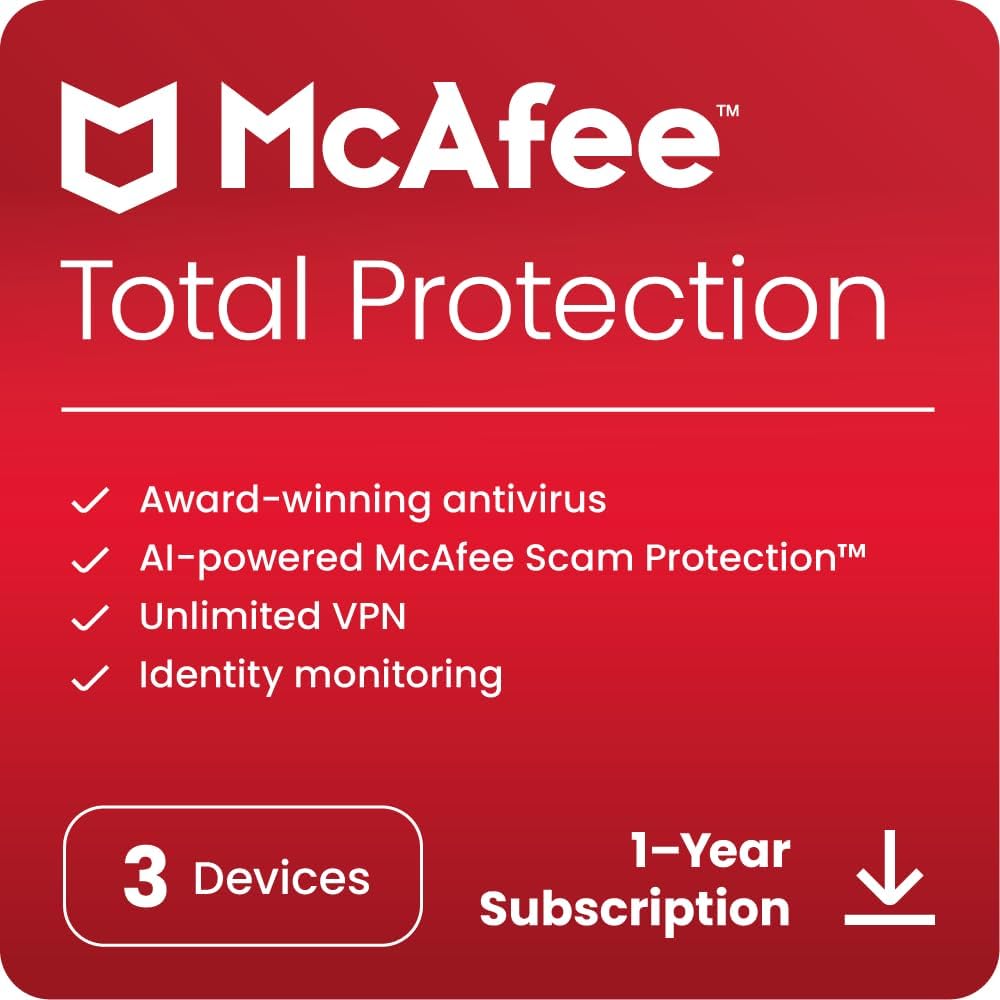 McAfee™
Total Protection
Award-winning antivirus
AI-powered McAfee Scam Protection™
Unlimited VPN
Identity monitoring
3 Devices
1–Year
Subscription